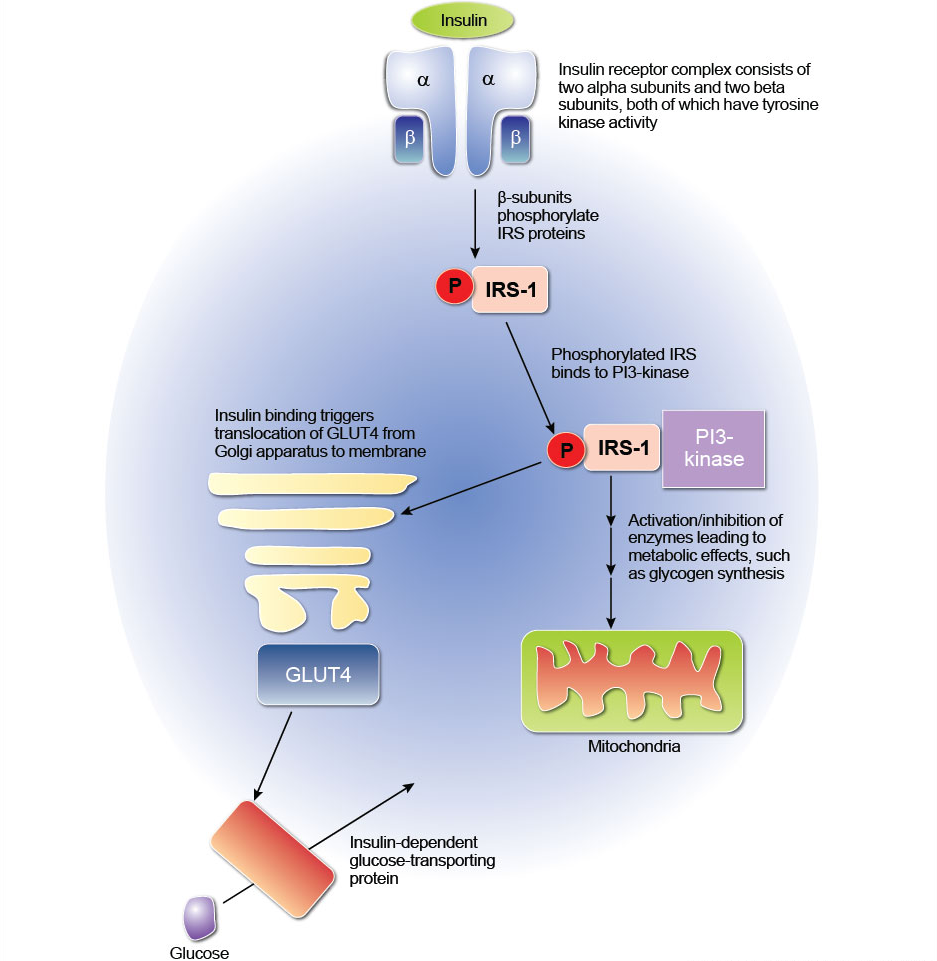 Insulin
α
α
β
β
Insulin receptor complex consists of
two alpha subunits and two beta
subunits, both of which have tyrosine
kinase activity
β-subunits
phosphorylate
IRS proteins
P
IRS-1
Phosphorylated IRS
binds to PI3-kinase
Insulin binding triggers
translocation of GLUT4 from
Golgi apparatus to membrane
P
IRS-1
PI3-
kinase
Activation/inhibition of
enzymes leading to
metabolic effects, such
as glycogen synthesis
GLUT4
Mitochondria
Insulin-dependent
glucose-transporting
protein
Glucose